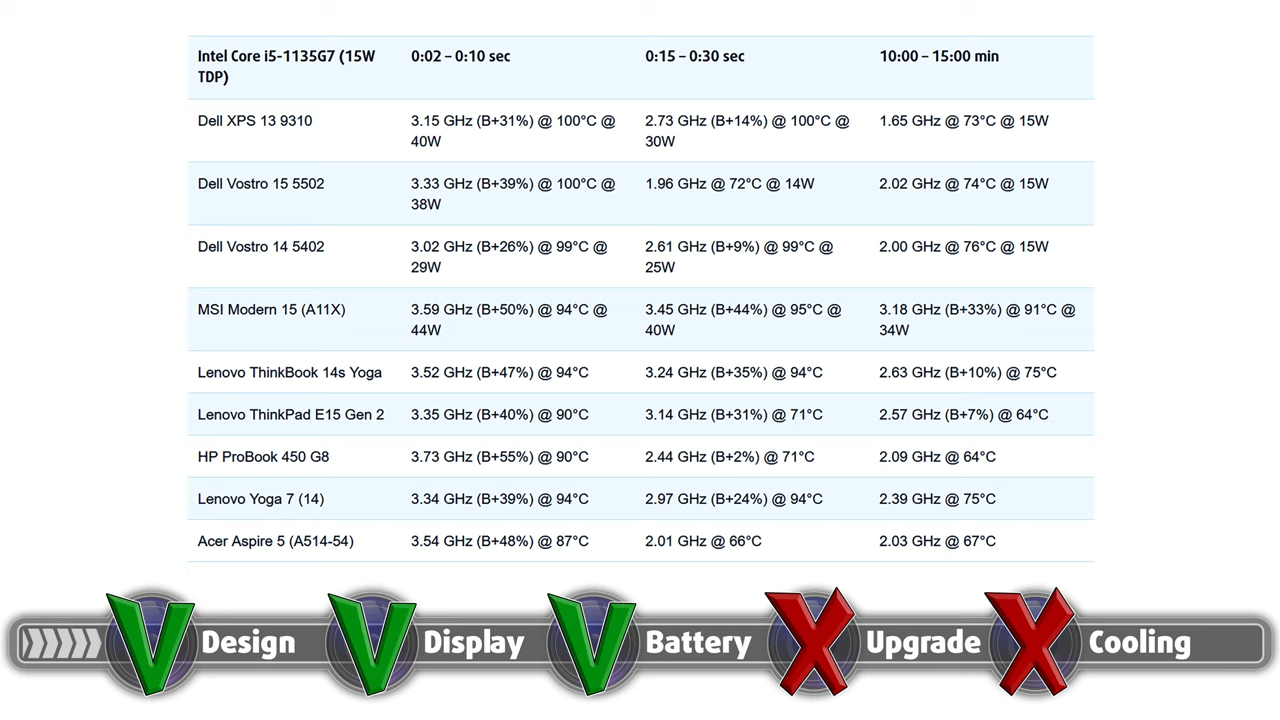 Intel Core i5-1135G7 (15W 0:02 – 0:10 sec 0:15 – 0:30 sec 10:00 – 15:00 min
TDP)
Dell XPS 13 9310 3.15 GHz (B+31%) @ 100°C @ 2.73 GHz (B+14%) @ 100°C @ 1.65 GHz @ 73°C @ 15W
40W 30W
Dell Vostro 15 5502 3.33 GHz (B+39%) @ 100°C @ 1.96 GHz @ 72°C @ 14W 2.02 GHz @ 74°C @ 15W
38W
Dell Vostro 14 5402 3.02 GHz (B+26%) @ 99°C @ 2.61 GHz (B+9%) @ 99°C @ 2.00 GHz @ 76°C @ 15W
29W 25W
MSI Modern 15 (A11X) 3.59 GHz (B+50%) @ 94°C @ 3.45 GHz (B+44%) @ 95°C @ 3.18 GHz (B+33%) @ 91°C @
44W 40W 34W
Lenovo ThinkBook 14s Yoga 3.52 GHz (B+47%) @ 94°C 3.24 GHz (B+35%) @ 94°C 2.63 GHz (B+10%) @ 75°C
Lenovo ThinkPad E15 Gen 2 3.35 GHz (B+40%) @ 90°C 3.14 GHz (B+31%) @ 71°C 2.57 GHz (B+7%) @ 64°C
HP ProBook 450 G8 3.73 GHz (B+55%) @ 90°C 2.44 GHz (B+2%) @ 71°C 2.09 GHz @ 64°C
Lenovo Yoga 7 (14) 3.34 GHz (B+39%) @ 94°C 2.97 GHz (B+24%) @ 94°C 2.39 GHz @ 75°C
Acer Aspire 5 (A514-54) 3.54 GHz (B+48%) @ 87°C 2.01 GHz @ 66°C 2.03 GHz @ 67°C
V Design V Display V Battery X Upgrade X Cooling